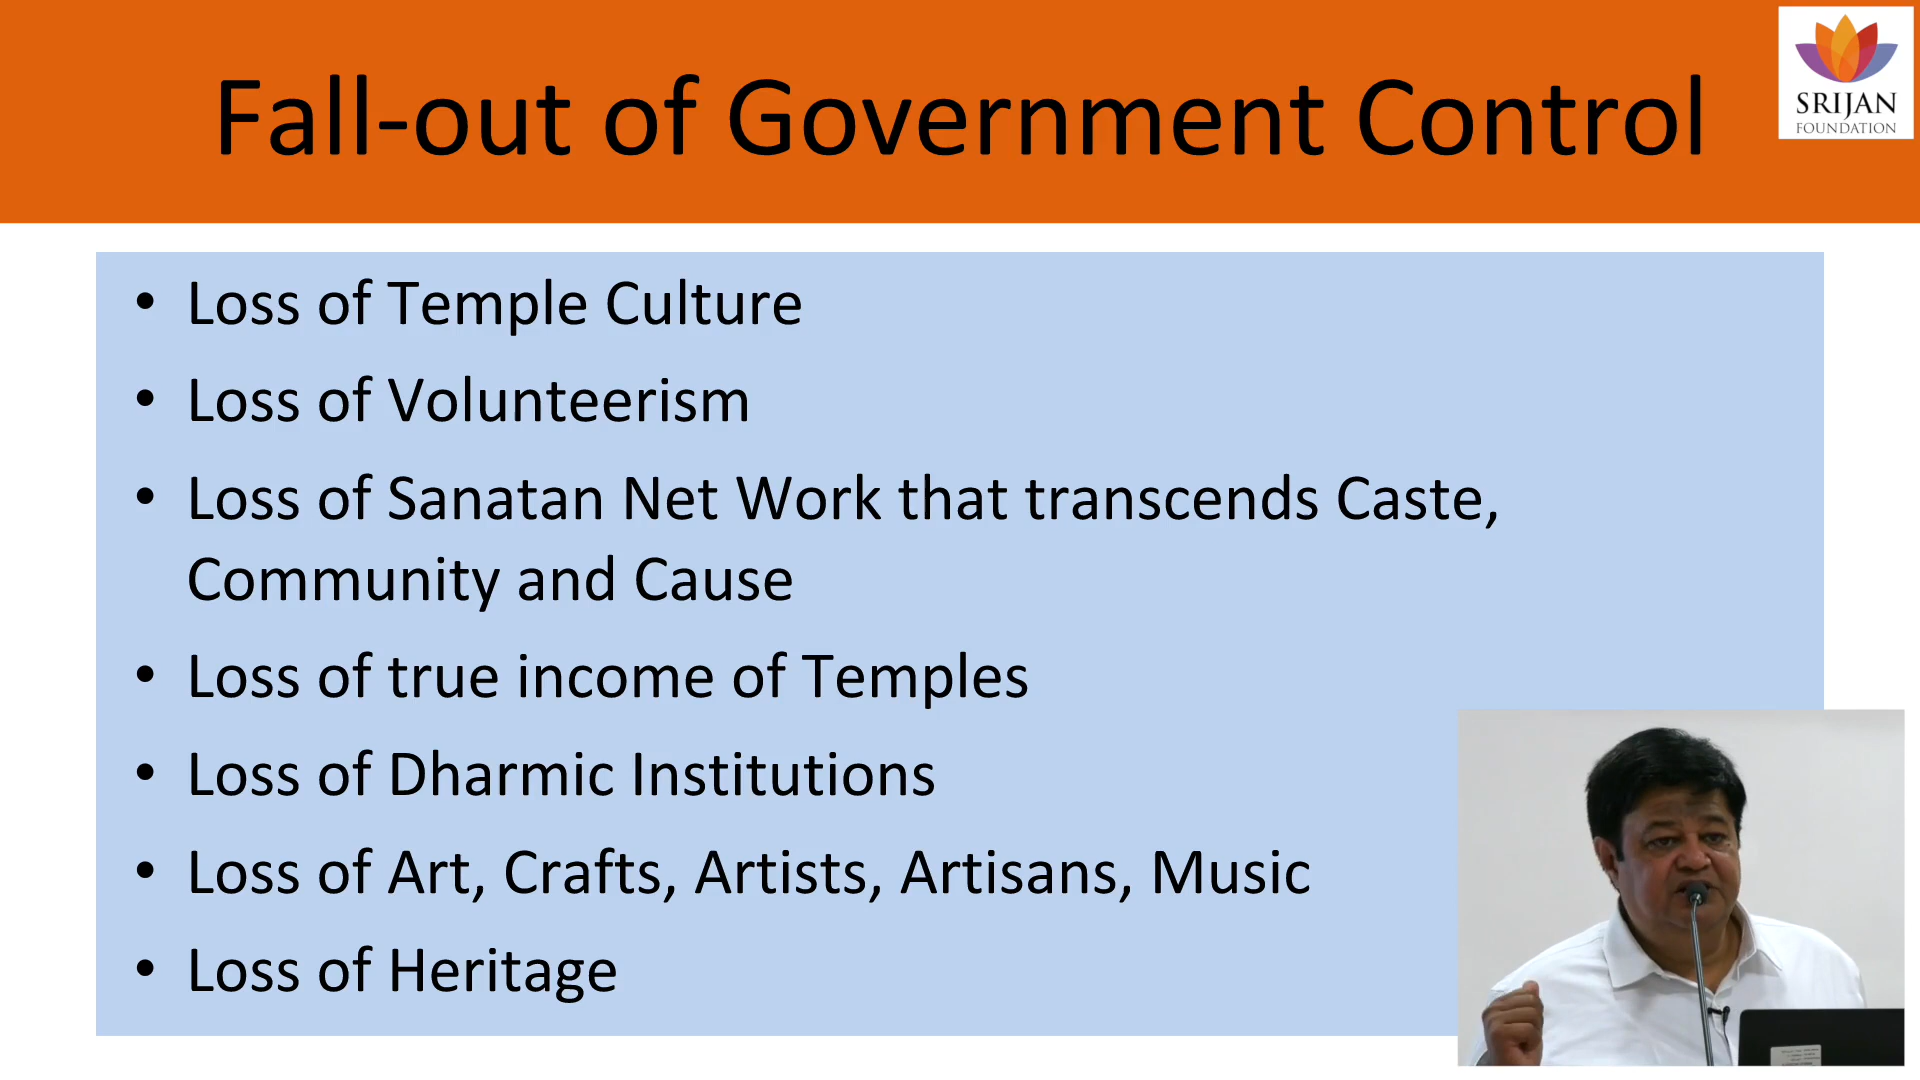 Fall-out of Government Control
SRIJAN
FOUNDATION
• Loss of Temple Culture
• Loss of Volunteerism
• Loss of Sanatan Net Work that transcends Caste,
Community and Cause
• Loss of true income of Temples
• Loss of Dharmic Institutions
• Loss of Art, Crafts, Artists, Artisans, Music
• Loss of Heritage